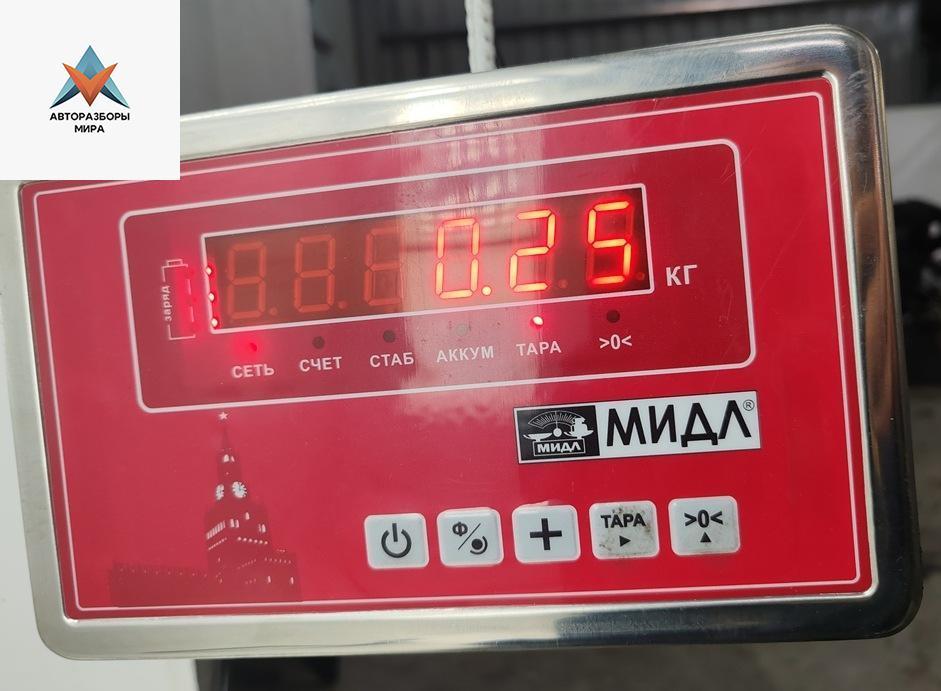 АВТОРАЗБОРЫ
МИРА
заряд
0.25
КГ
СЕТЬ СЧЕТ СТАБ АККУМ ТАРА >0<
МИДЛ МИДЛ®
Ф/
+
ТАРА
>0<